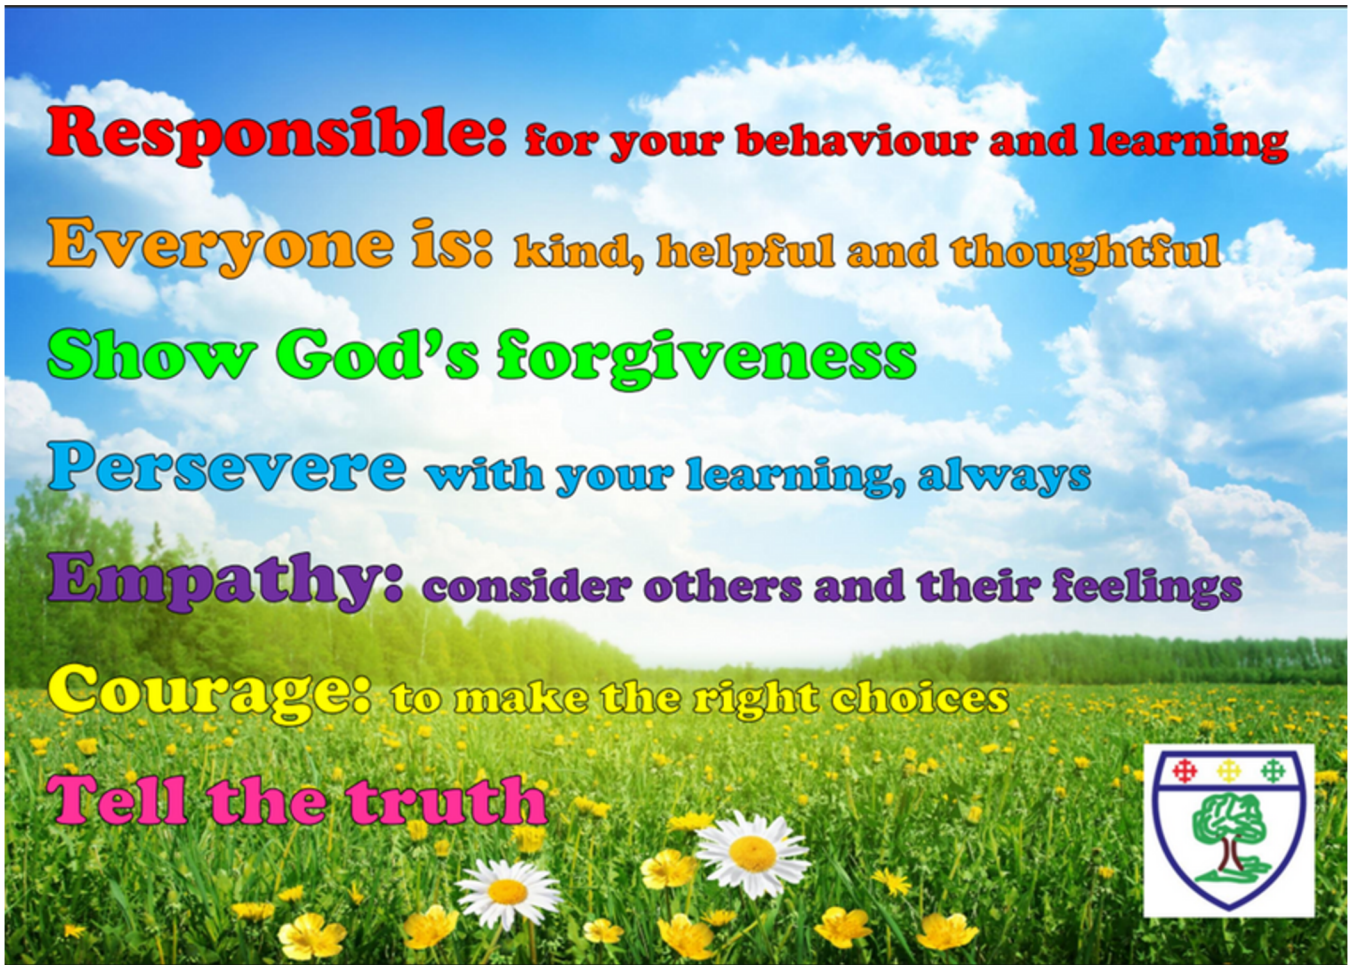 Responsible: for your behaviour and learning
Everyone is: kind, helpful and thoughtful
Show God’s forgiveness
Persevere with your learning, always
Empathy: consider others and their feelings
Courage: to make the right choices
Tell the truth